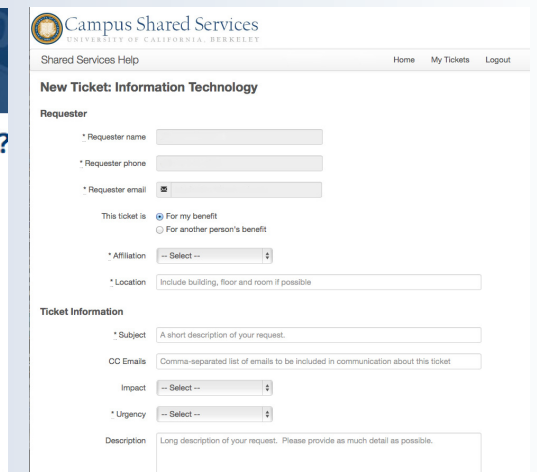 Campus Shared Services
UNIVERSITY OF CALIFORNIA, BERKELEY
Shared Services Help Home My Tickets Logout
New Ticket: Information Technology
Requester
* Requester name
* Requester phone
* Requester email
This ticket is For my benefit
For another person's benefit
* Affiliation -- Select --
* Location Include building, floor and room if possible
Ticket Information
* Subject A short description of your request.
CC Emails Comma-separated list of emails to be included in communication about this ticket
Impact -- Select --
* Urgency -- Select --
Description Long description of your request. Please provide as much detail as possible.
?